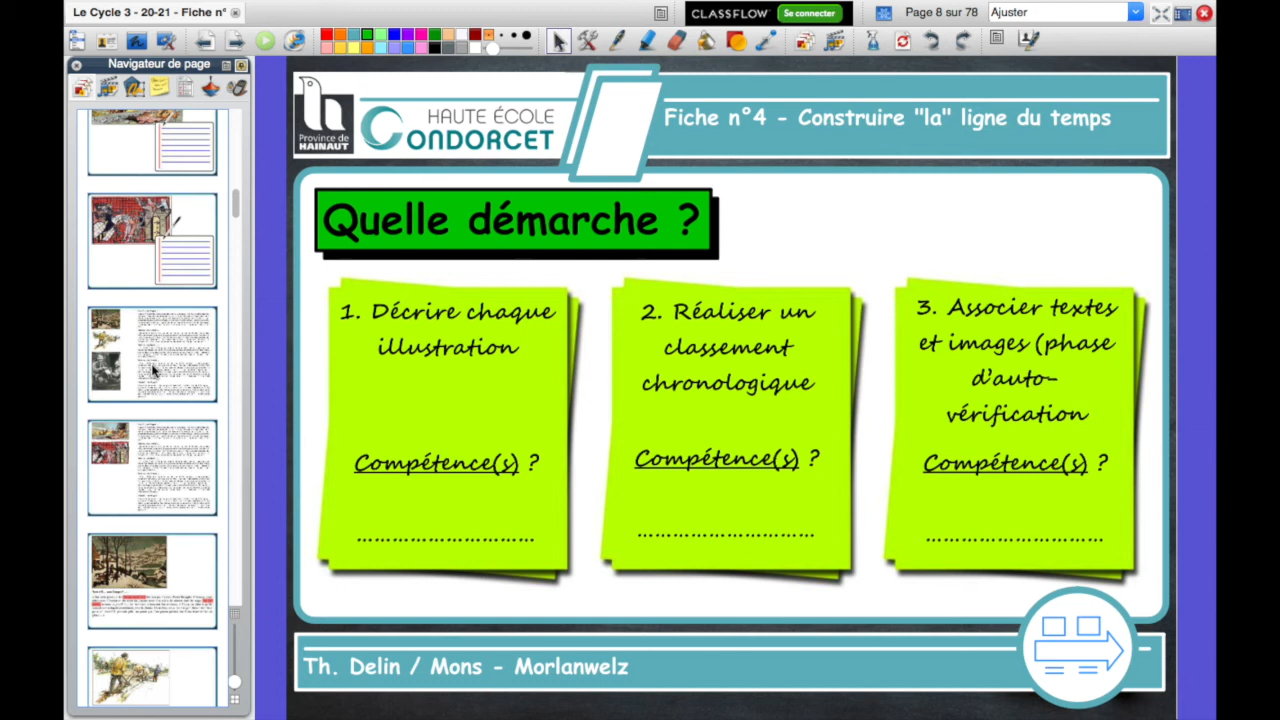 Le Cycle 3 - 20-21 - Fiche n°
CLASSFLOW Se connecter
Page 8 sur 78
Ajuster
Navigateur de page
Province de
HAINAUT
HAUTE ÉCOLE
CONDORCET
Fiche n°4 - Construire "la" ligne du temps
Quelle démarche ?
1. Décrire chaque
illustration
Compétence(s) ?
.................................
2. Réaliser un
classement
chronologique
Compétence(s) ?
.................................
3. Associer textes
et images (phase
d'auto-
vérification
Compétence(s) ?
.................................
Th. Delin / Mons - Morlanwelz